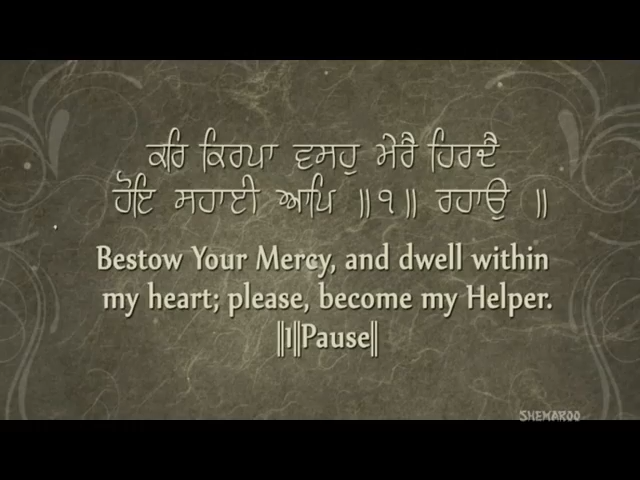 ਕਰਿ ਕਿਰਪਾ ਵਸਹੁ ਮੇਰੈ ਹਿਰਦੈ
ਹੋਇ ਸਹਾਈ ਆਪਿ ॥੧॥ ਰਹਾਉ ॥
Bestow Your Mercy, and dwell within
my heart; please, become my Helper.
||1||Pause||
SHEMAROO